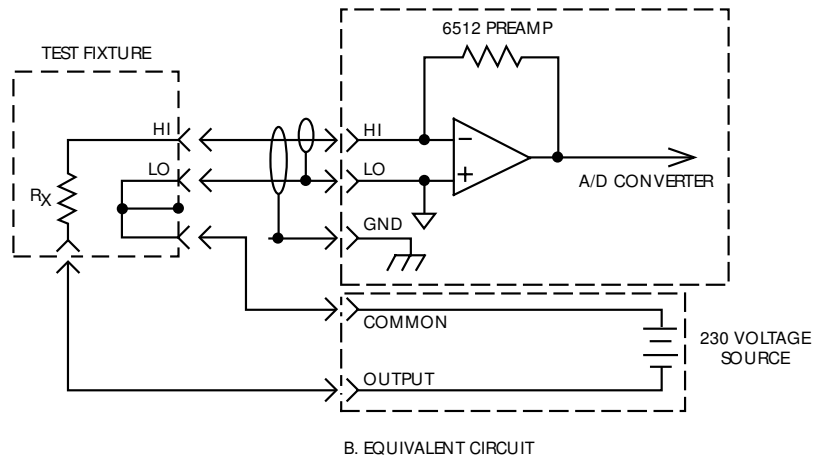 6512 PREAMP
TEST FIXTURE
HI
HI
LO
LO
RX
A/D CONVERTER
GND
COMMON
230 VOLTAGE
SOURCE
OUTPUT
B. EQUIVALENT CIRCUIT